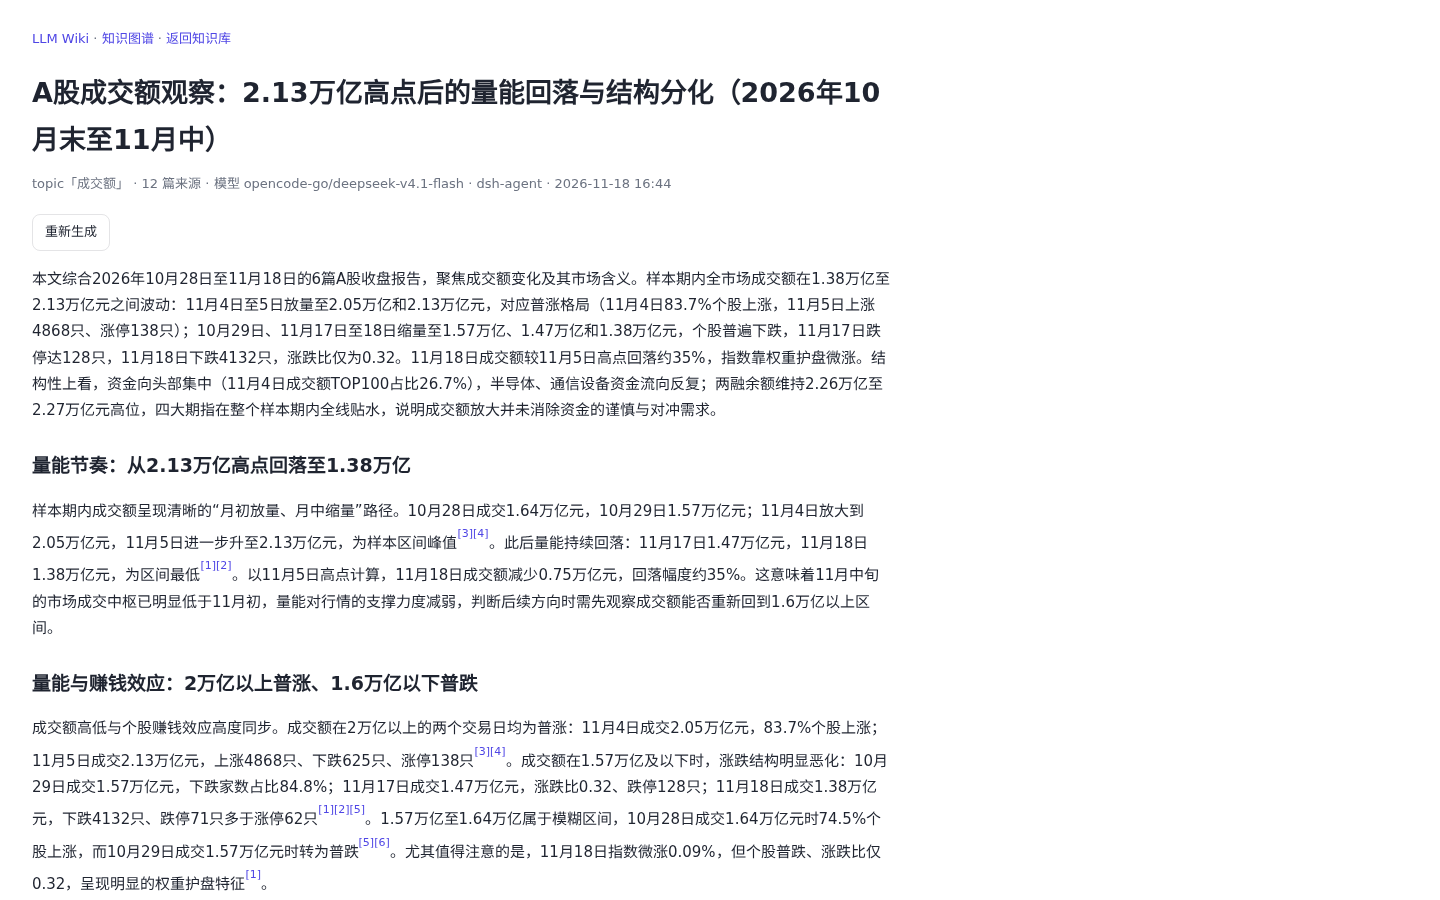 LLM Wiki · 知识图谱 · 返回知识库
A股成交额观察：2.13万亿高点后的量能回落与结构分化（2026年10
月末至11月中）
topic「成交额」 · 12 篇来源 · 模型 opencode-go/deepseek-v4.1-flash · dsh-agent · 2026-11-18 16:44
重新生成
本文综合2026年10月28日至11月18日的6篇A股收盘报告，聚焦成交额变化及其市场含义。样本期内全市场成交额在1.38万亿至
2.13万亿元之间波动：11月4日至5日放量至2.05万亿和2.13万亿元，对应普涨格局（11月4日83.7%个股上涨，11月5日上涨
4868只、涨停138只）；10月29日、11月17日至18日缩量至1.57万亿、1.47万亿和1.38万亿元，个股普遍下跌，11月17日跌
停达128只，11月18日下跌4132只，涨跌比仅为0.32。11月18日成交额较11月5日高点回落约35%，指数靠权重护盘微涨。结
构性上看，资金向头部集中（11月4日成交额TOP100占比26.7%），半导体、通信设备资金流向反复；两融余额维持2.26万亿至
2.27万亿元高位，四大期指在整个样本期内全线贴水，说明成交额放大并未消除资金的谨慎与对冲需求。
量能节奏：从2.13万亿高点回落至1.38万亿
样本期内成交额呈现清晰的“月初放量、月中缩量”路径。10月28日成交1.64万亿元，10月29日1.57万亿元；11月4日放大到
2.05万亿元，11月5日进一步升至2.13万亿元，为样本区间峰值[3][4]。此后量能持续回落：11月17日1.47万亿元，11月18日
1.38万亿元，为区间最低[1][2]。以11月5日高点计算，11月18日成交额减少0.75万亿元，回落幅度约35%。这意味着11月中旬
的市场成交中枢已明显低于11月初，量能对行情的支撑力度减弱，判断后续方向时需先观察成交额能否重新回到1.6万亿以上区
间。
量能与赚钱效应：2万亿以上普涨、1.6万亿以下普跌
成交额高低与个股赚钱效应高度同步。成交额在2万亿以上的两个交易日均为普涨：11月4日成交2.05万亿元，83.7%个股上涨；
11月5日成交2.13万亿元，上涨4868只、下跌625只、涨停138只[3][4]。成交额在1.57万亿及以下时，涨跌结构明显恶化：10月
29日成交1.57万亿元，下跌家数占比84.8%；11月17日成交1.47万亿元，涨跌比0.32、跌停128只；11月18日成交1.38万亿
元，下跌4132只、跌停71只多于涨停62只[1][2][5]。1.57万亿至1.64万亿属于模糊区间，10月28日成交1.64万亿元时74.5%个
股上涨，而10月29日成交1.57万亿元时转为普跌[5][6]。尤其值得注意的是，11月18日指数微涨0.09%，但个股普跌、涨跌比仅
0.32，呈现明显的权重护盘特征[1]。